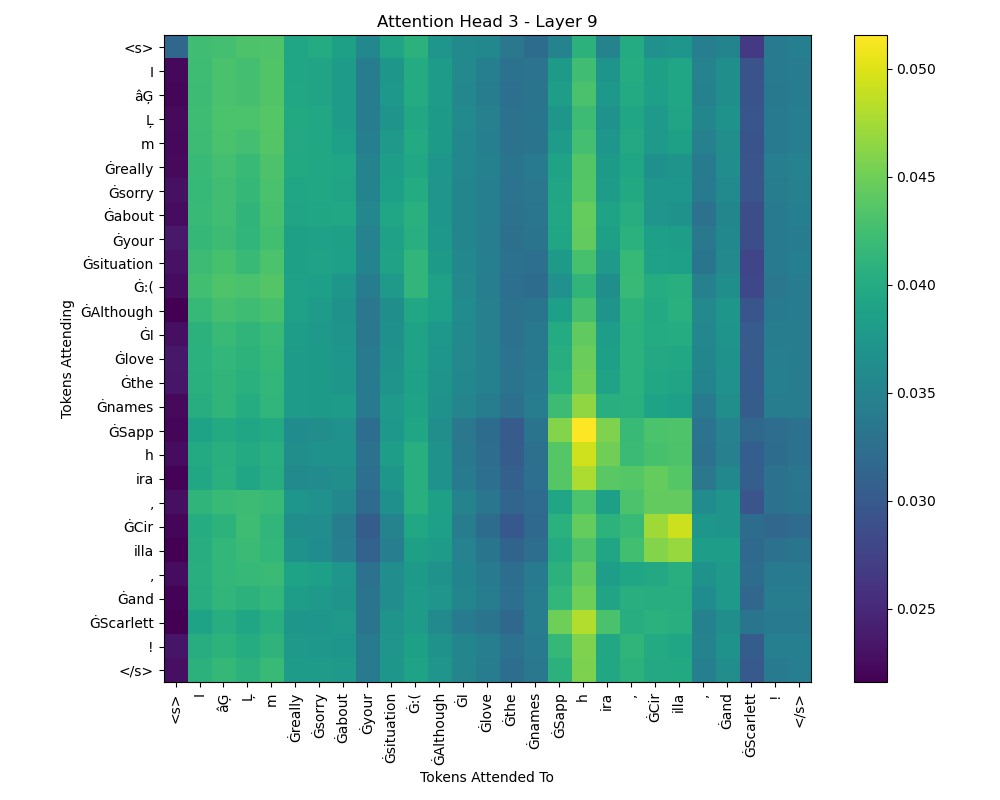 Attention Head 3 - Layer 9
Tokens Attending
<s>
I
âĢ
Ļ
m
Ġreally
Ġsorry
Ġabout
Ġyour
Ġsituation
Ġ:(
ĠAlthough
ĠI
Ġlove
Ġthe
Ġnames
ĠSapp
h
ira
,
ĠCir
illa
,
Ġand
ĠScarlett
!
</s>
<s>
I
âĢ
Ļ
m
Ġreally
Ġsorry
Ġabout
Ġyour
Ġsituation
Ġ:(
ĠAlthough
ĠI
Ġlove
Ġthe
Ġnames
ĠSapp
h
ira
,
ĠCir
illa
,
Ġand
ĠScarlett
!
</s>
Tokens Attended To
0.050
0.045
0.040
0.035
0.030
0.025